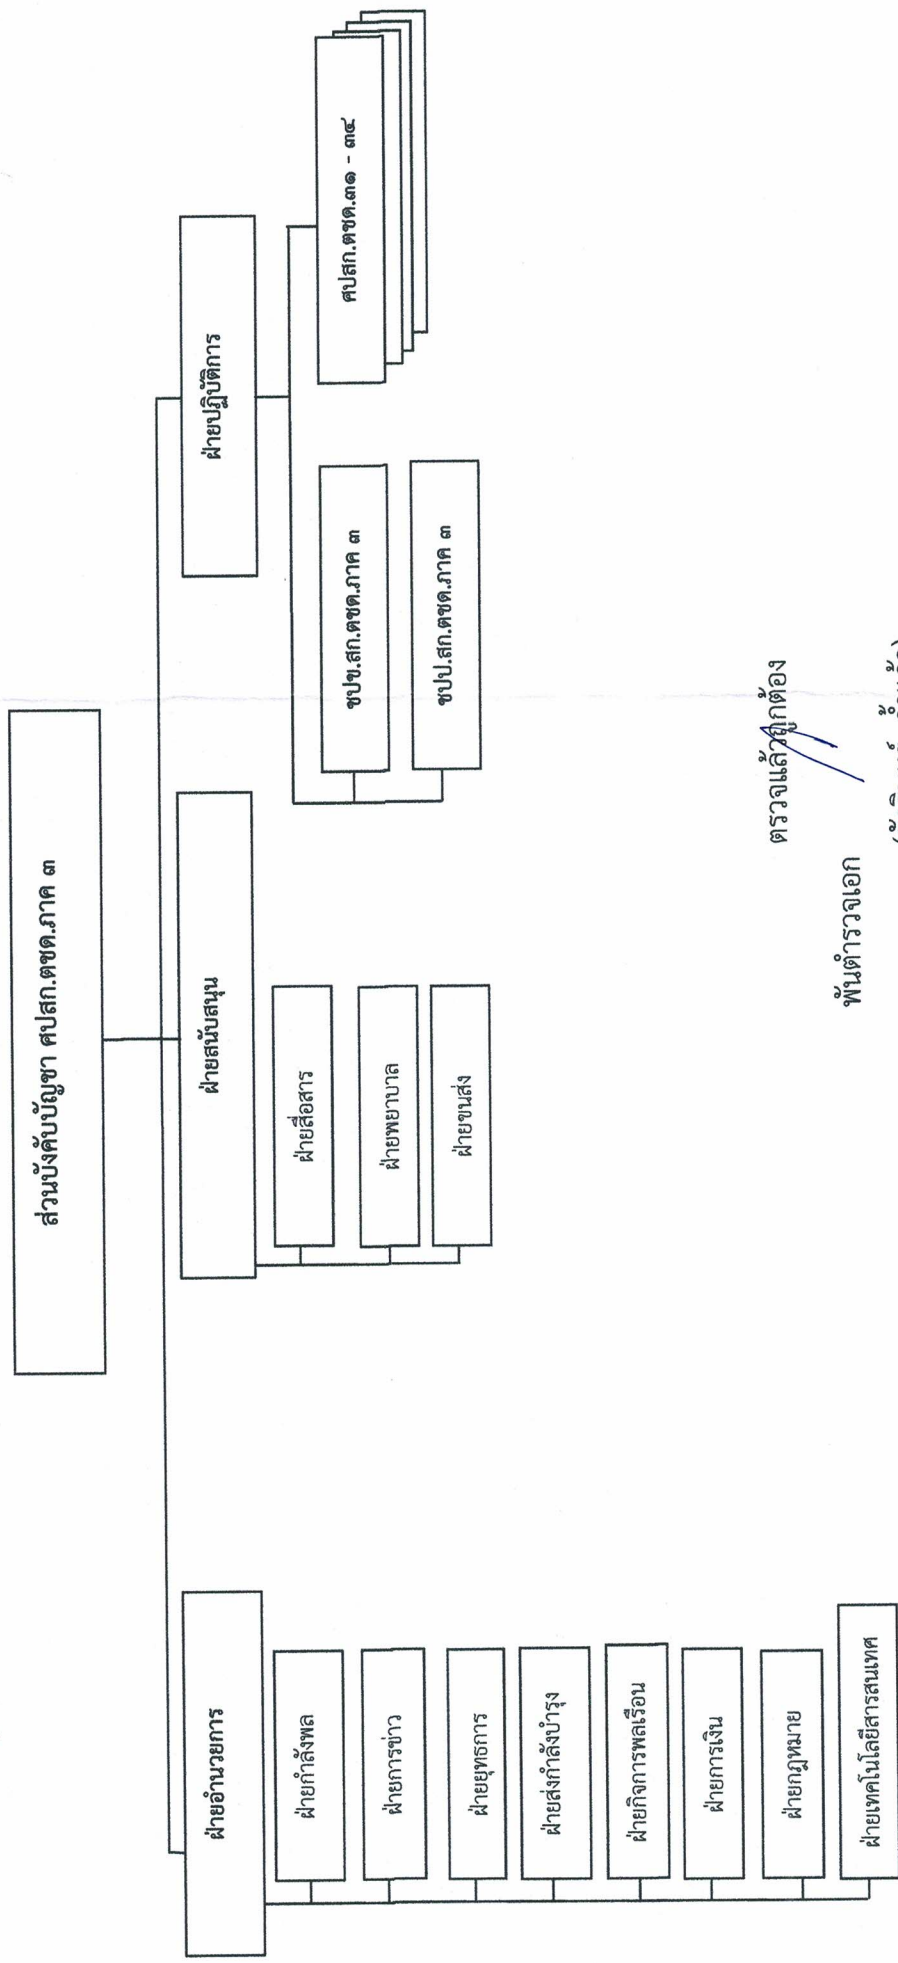 ส่วนบังคับบัญชา ศปสก.ตชด.ภาค ๓
ฝ่ายอำนวยการ
ฝ่ายกำลังพล
ฝ่ายการข่าว
ฝ่ายยุทธการ
ฝ่ายส่งกำลังบำรุง
ฝ่ายกิจการพลเรือน
ฝ่ายการเงิน
ฝ่ายกฎหมาย
ฝ่ายเทคโนโลยีสารสนเทศ
ฝ่ายสนับสนุน
ฝ่ายสื่อสาร
ฝ่ายพยาบาล
ฝ่ายขนส่ง
ฝ่ายปฏิบัติการ
ชปข.สก.ตชด.ภาค ๓
ชปป.สก.ตชด.ภาค ๓
ศปสก.ตชด.๓๑ - ๓๔
ตรวจแล้วถูกต้อง
พันตำรวจเอก